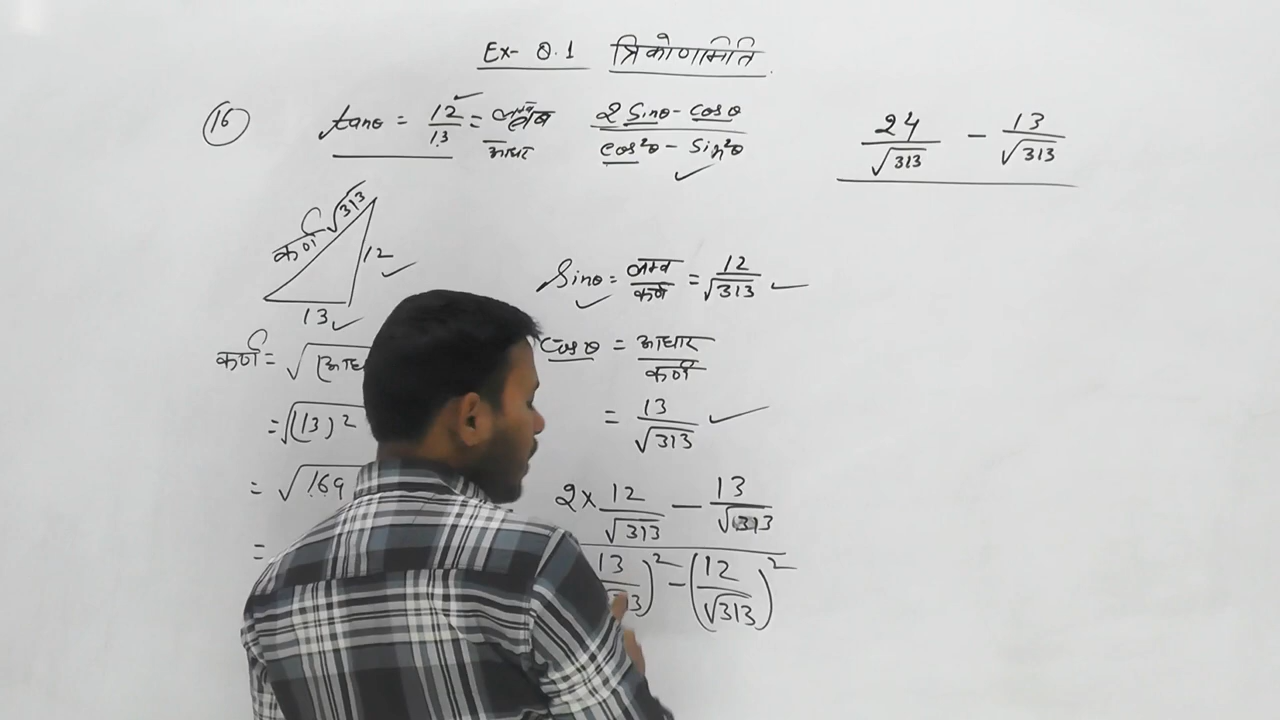 Ex- 8.1 त्रिकोणमिति
(16) tanθ = 12/13 = लम्ब/आधार
2 Sinθ - Cosθ / Cos²θ - Sin²θ
24/√313 - 13/√313
कर्ण √313
12
13
Sinθ = लम्ब/कर्ण = 12/√313
कर्ण = √(आधा
Cosθ = आधार/कर्ण
= √(13)²
= 13/√313
= √169
2 × 12/√313 - 13/√313
=
13/√313)² - (12/√313)²